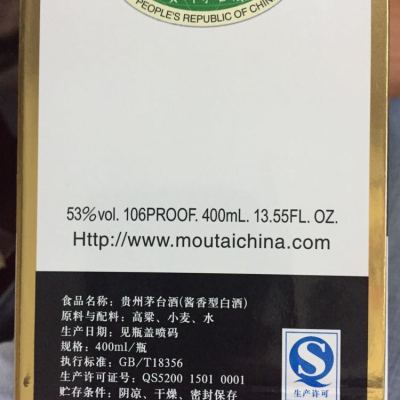 PEOPLE'S REPUBLIC OF CHINA
53%vol. 106PROOF. 400mL. 13.55FL. OZ.
Http://www.moutaichina.com
食品名称: 贵州茅台酒(酱香型白酒)
原料与配料: 高粱、小麦、水
生产日期: 见瓶盖喷码
规格: 400ml/瓶
执行标准: GB/T18356
生产许可证号: QS5200 1501 0001
贮存条件: 阴凉、干燥、密封保存
生产许可